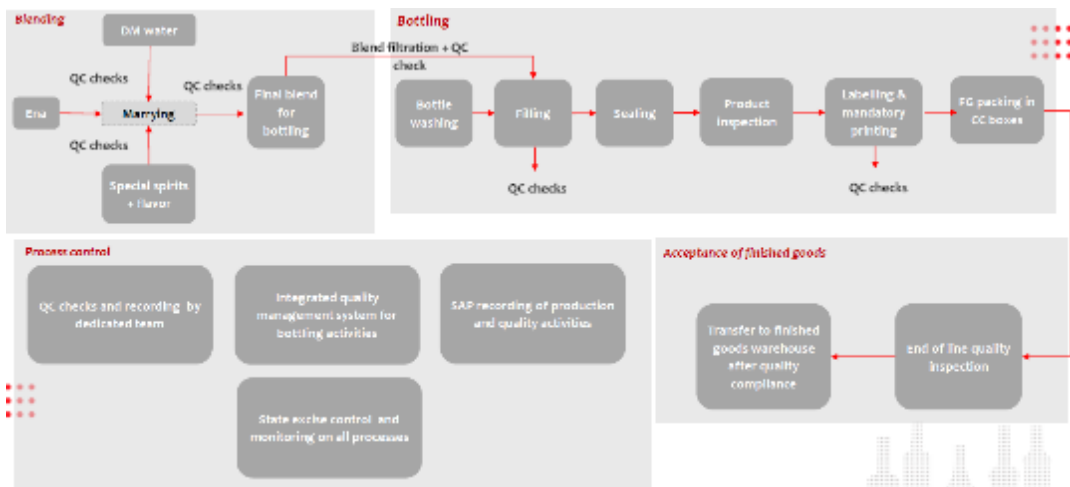 Blending
DM water
QC checks
QC checks
Ena
Marrying
Final blend
for
bottling
QC checks
Special spirits
+ flavor
Bottling
Blend filtration + QC
check
Bottle
washing
Filling
Sealing
Product
inspection
Labelling &
mandatory
printing
FG packing in
CC boxes
QC checks
QC checks
Process control
QC checks and recording by
dedicated team
Integrated quality
management system for
bottling activities
SAP recording of production
and quality activities
State excise control and
monitoring on all processes
Acceptance of finished goods
Transfer to finished
goods warehouse
after quality
compliance
End of line quality
inspection